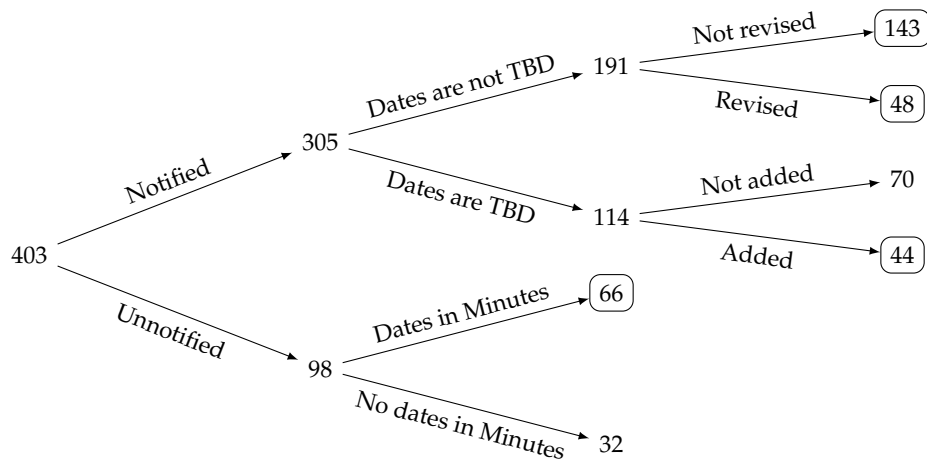 403
Notified
Unnotified
305
98
Dates are not TBD
Dates are TBD
Dates in Minutes
No dates in Minutes
191
114
66
32
Not revised
Revised
Not added
Added
143
48
70
44